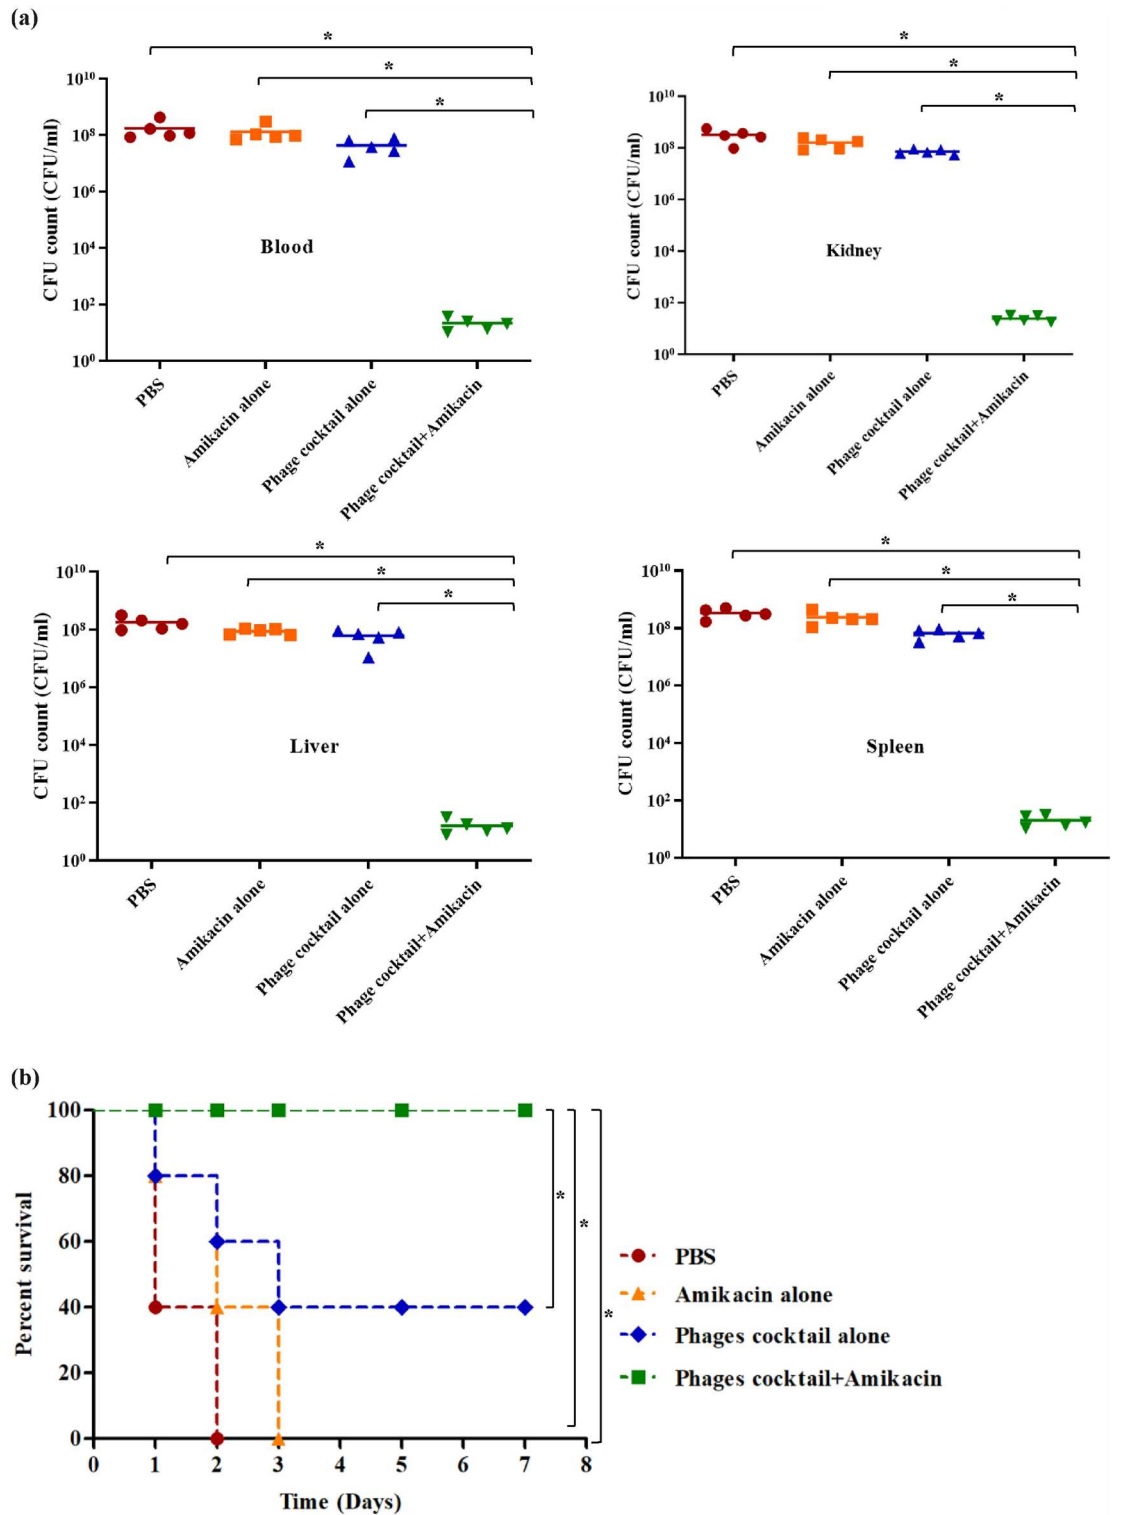 (a)
*
*
*
CFU count (CFU/ml)
10¹⁰
10⁸
10⁶
10⁴
10²
10⁰
Blood
PBS
Amikacin alone
Phage cocktail alone
Phage cocktail+Amikacin
*
*
*
CFU count (CFU/ml)
10¹⁰
10⁸
10⁶
10⁴
10²
10⁰
Kidney
PBS
Amikacin alone
Phage cocktail alone
Phage cocktail+Amikacin
*
*
*
CFU count (CFU/ml)
10¹⁰
10⁸
10⁶
10⁴
10²
10⁰
Liver
PBS
Amikacin alone
Phage cocktail alone
Phage cocktail+Amikacin
*
*
*
CFU count (CFU/ml)
10¹⁰
10⁸
10⁶
10⁴
10²
10⁰
Spleen
PBS
Amikacin alone
Phage cocktail alone
Phage cocktail+Amikacin
(b)
Percent survival
100
80
60
40
20
0
0 1 2 3 4 5 6 7 8
Time (Days)
*
*
*
PBS
Amikacin alone
Phages cocktail alone
Phages cocktail+Amikacin